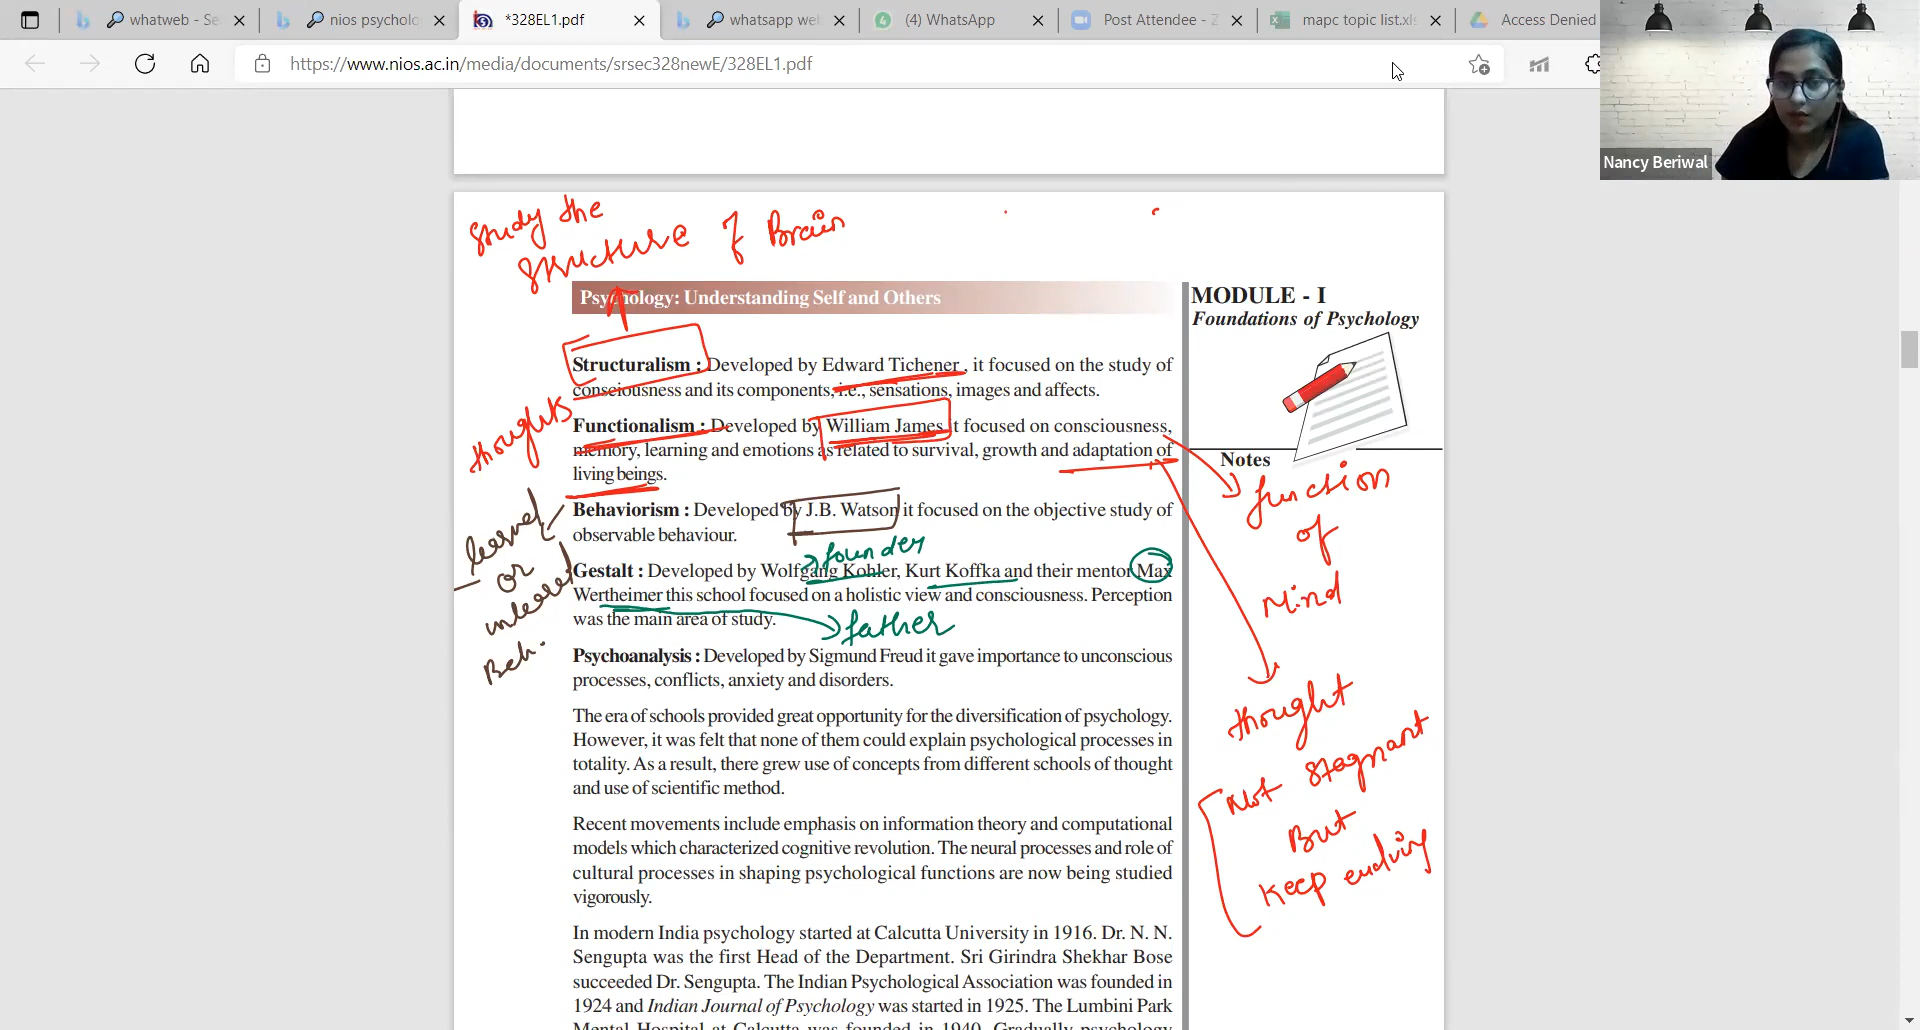 whatweb - Se
nios psycholo
*328EL1.pdf
whatsapp web
(4) WhatsApp
Post Attendee - Z
mapc topic list.xls
Access Denied
https://www.nios.ac.in/media/documents/srsec328newE/328EL1.pdf
Nancy Beriwal
Study the
structure of Brain
Psychology: Understanding Self and Others
MODULE - I
Foundations of Psychology
Structuralism : Developed by Edward Tichener , it focused on the study of
consciousness and its components, i.e., sensations, images and affects.
thoughts
Functionalism : Developed by William James it focused on consciousness,
memory, learning and emotions as related to survival, growth and adaptation of
living beings.
Notes
function
of
Mind
Behaviorism : Developed by J.B. Watson it focused on the objective study of
observable behaviour.
learned
or
Beh.
founder
Gestalt : Developed by Wolfgang Kohler, Kurt Koffka and their mentor Max
Wertheimer this school focused on a holistic view and consciousness. Perception
was the main area of study.
father
Psychoanalysis : Developed by Sigmund Freud it gave importance to unconscious
processes, conflicts, anxiety and disorders.
thought
Not stagnant
But
keep evolving
The era of schools provided great opportunity for the diversification of psychology.
However, it was felt that none of them could explain psychological processes in
totality. As a result, there grew use of concepts from different schools of thought
and use of scientific method.
Recent movements include emphasis on information theory and computational
models which characterized cognitive revolution. The neural processes and role of
cultural processes in shaping psychological functions are now being studied
vigorously.
In modern India psychology started at Calcutta University in 1916. Dr. N. N.
Sengupta was the first Head of the Department. Sri Girindra Shekhar Bose
succeeded Dr. Sengupta. The Indian Psychological Association was founded in
1924 and Indian Journal of Psychology was started in 1925. The Lumbini Park
Mental Hospital at Calcutta was founded in 1940. Gradually psychology